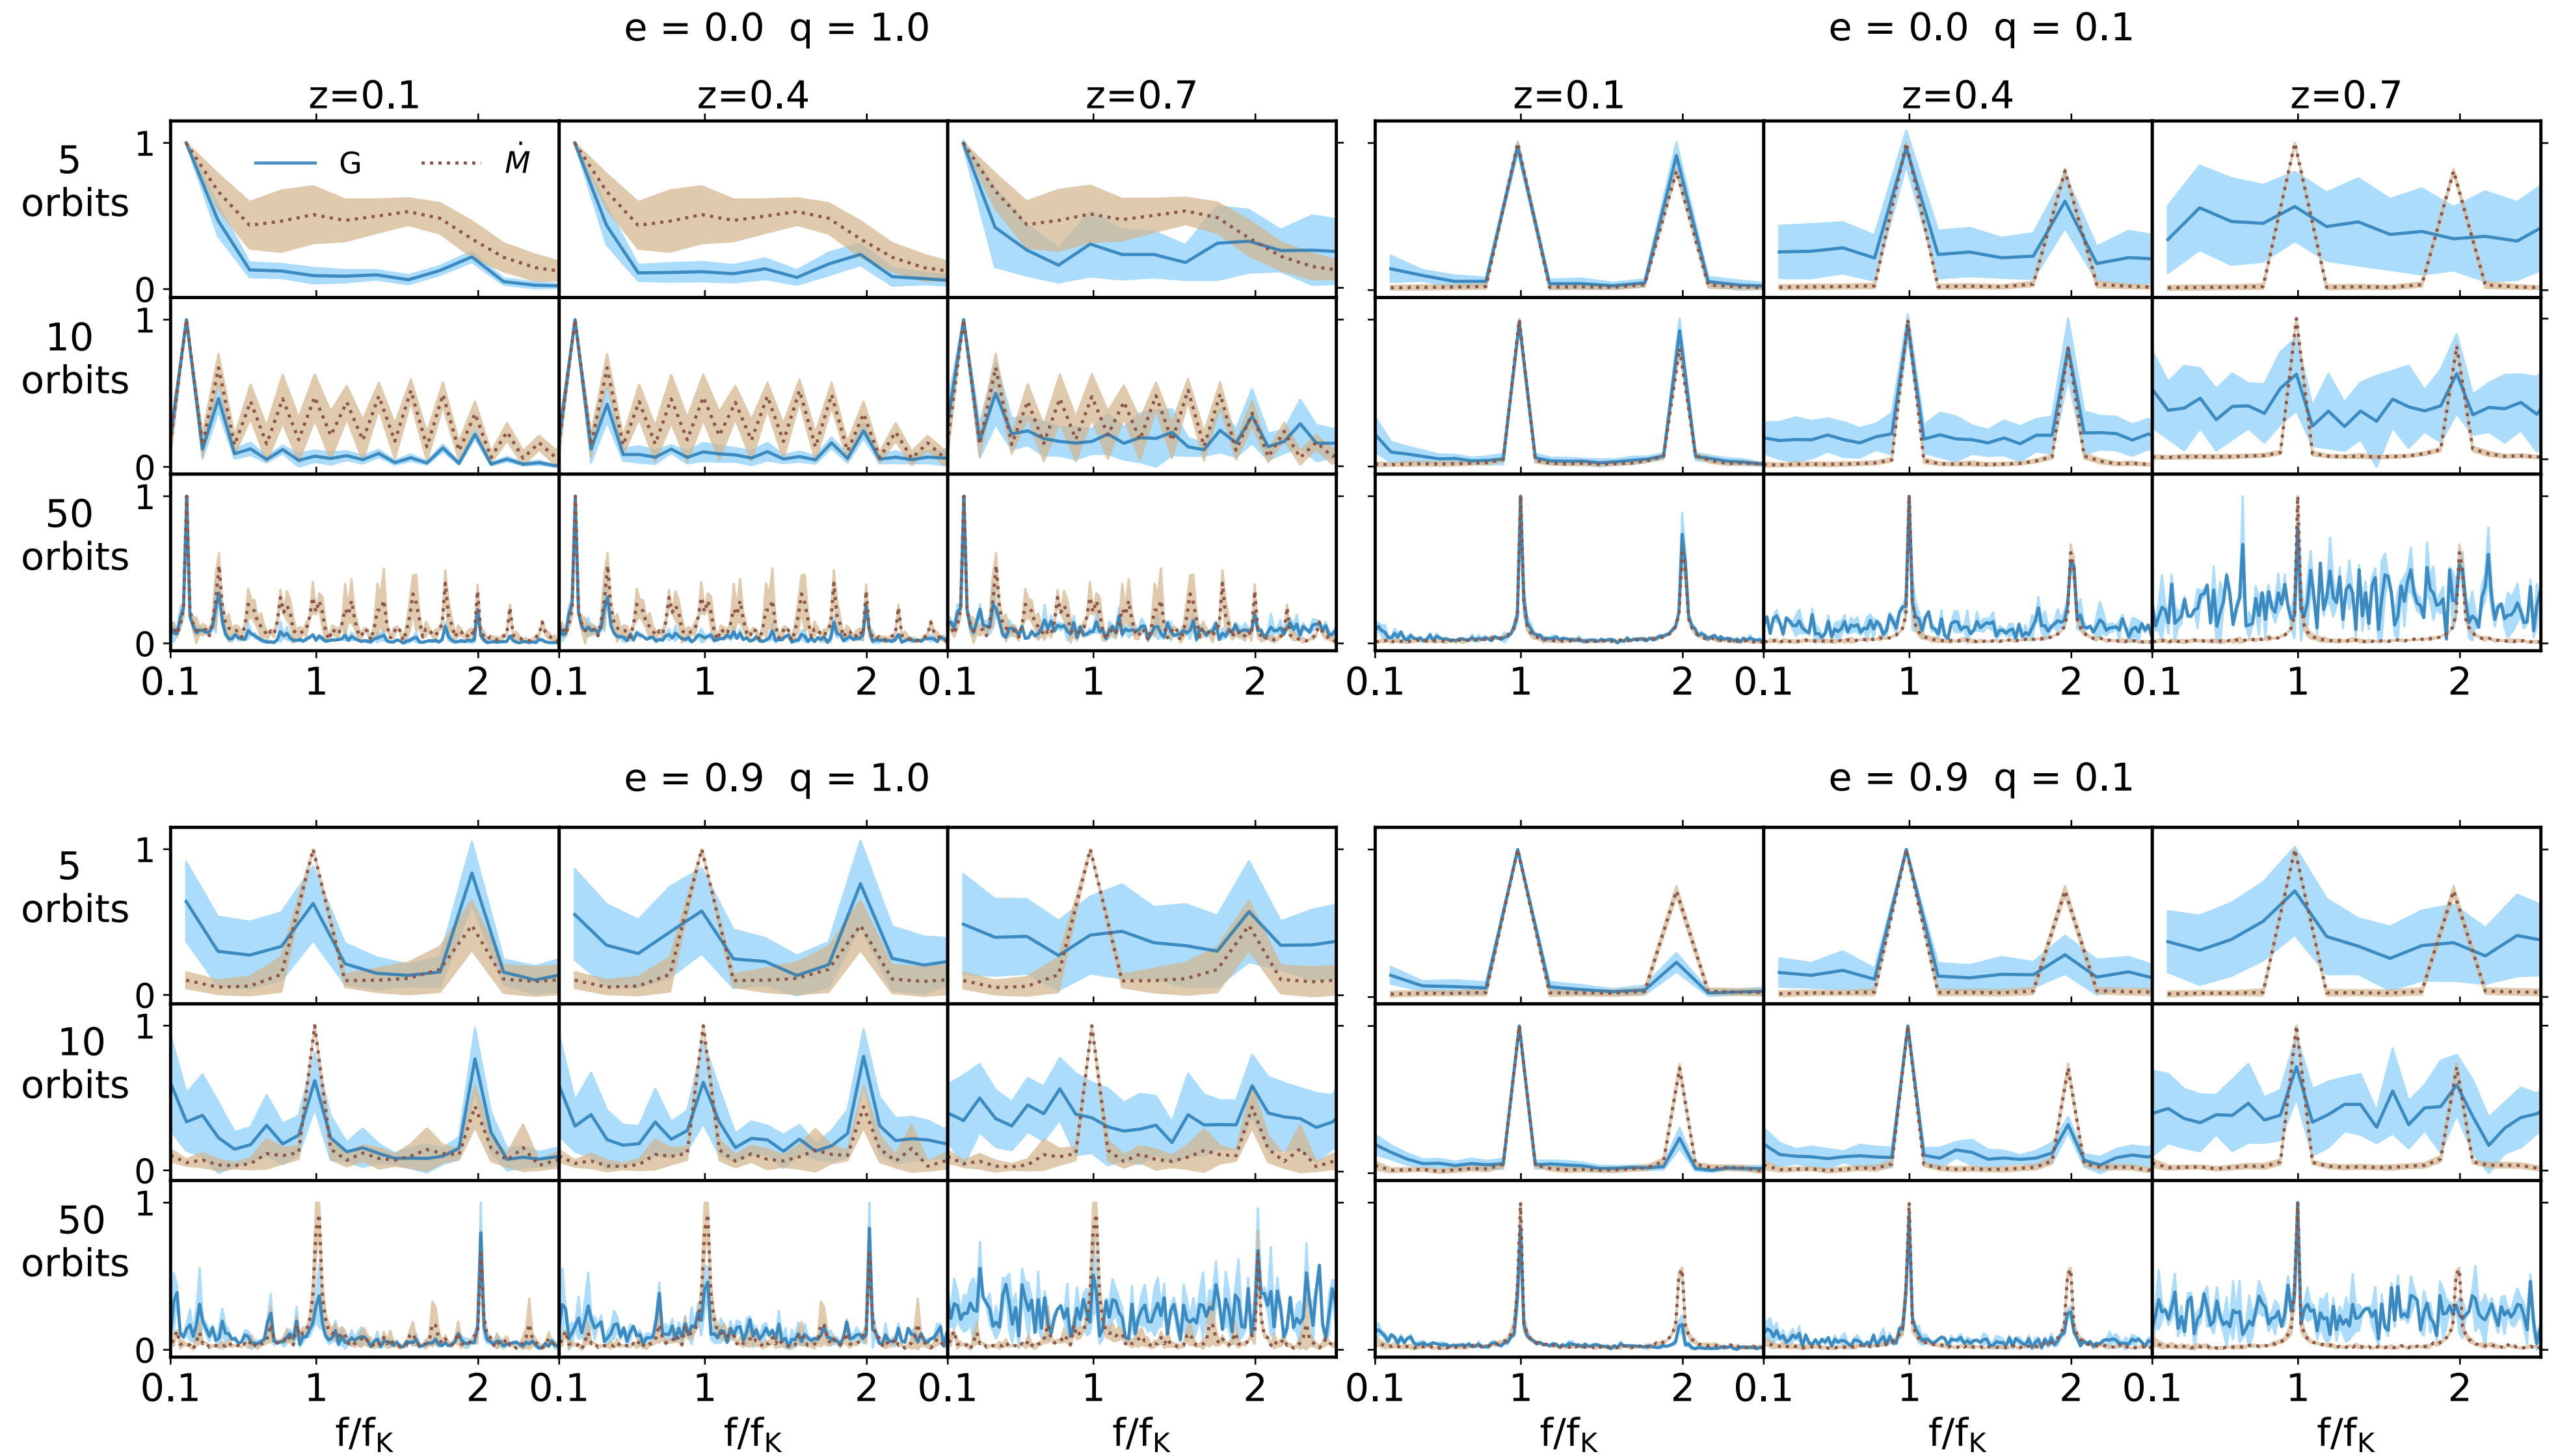 e = 0.0 q = 1.0
e = 0.0 q = 0.1
z=0.1
z=0.4
z=0.7
z=0.1
z=0.4
z=0.7
5
orbits
1
0
G
Ṁ
10
orbits
1
0
50
orbits
1
0
0.1
1
2
0.1
1
2
0.1
1
2
0.1
1
2
0.1
1
2
0.1
1
2
e = 0.9 q = 1.0
e = 0.9 q = 0.1
5
orbits
1
0
10
orbits
1
0
50
orbits
1
0
0.1
1
2
0.1
1
2
0.1
1
2
0.1
1
2
0.1
1
2
0.1
1
2
f/f_K
f/f_K
f/f_K
f/f_K
f/f_K
f/f_K